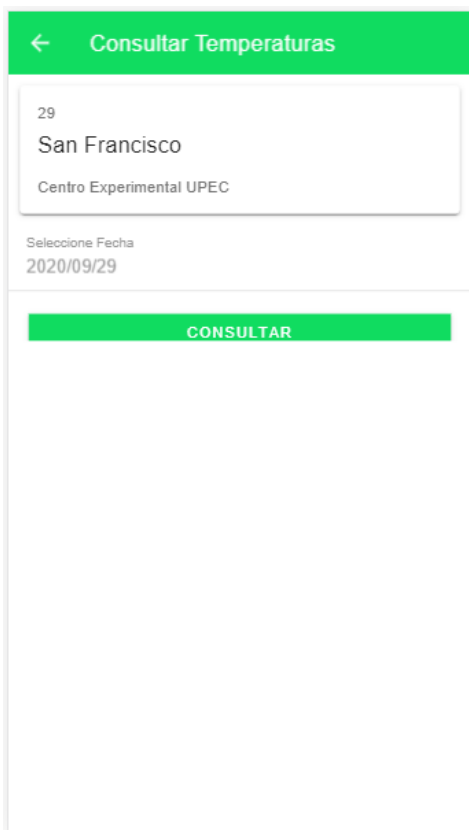 Consultar Temperaturas
29
San Francisco
Centro Experimental UPEC
Seleccione Fecha
2020/09/29
CONSULTAR